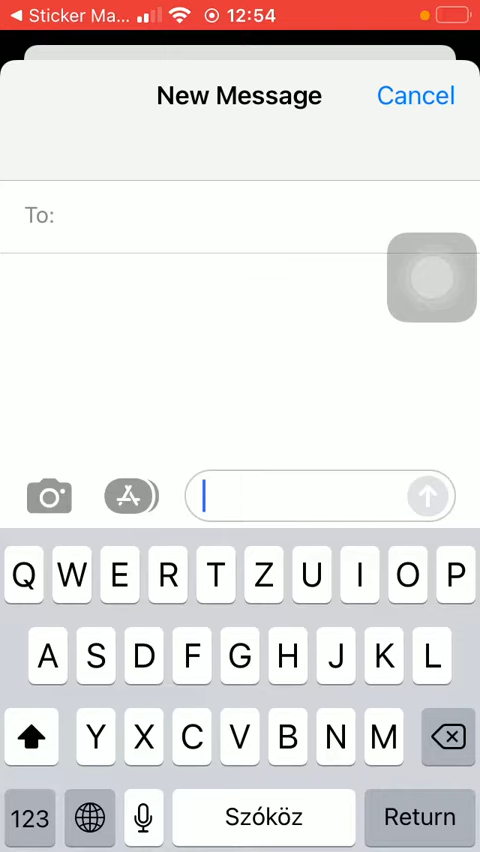 Sticker Ma... 12:54
New Message Cancel
To:
Q W E R T Z U I O P
A S D F G H J K L
Y X C V B N M
123 Szóköz Return